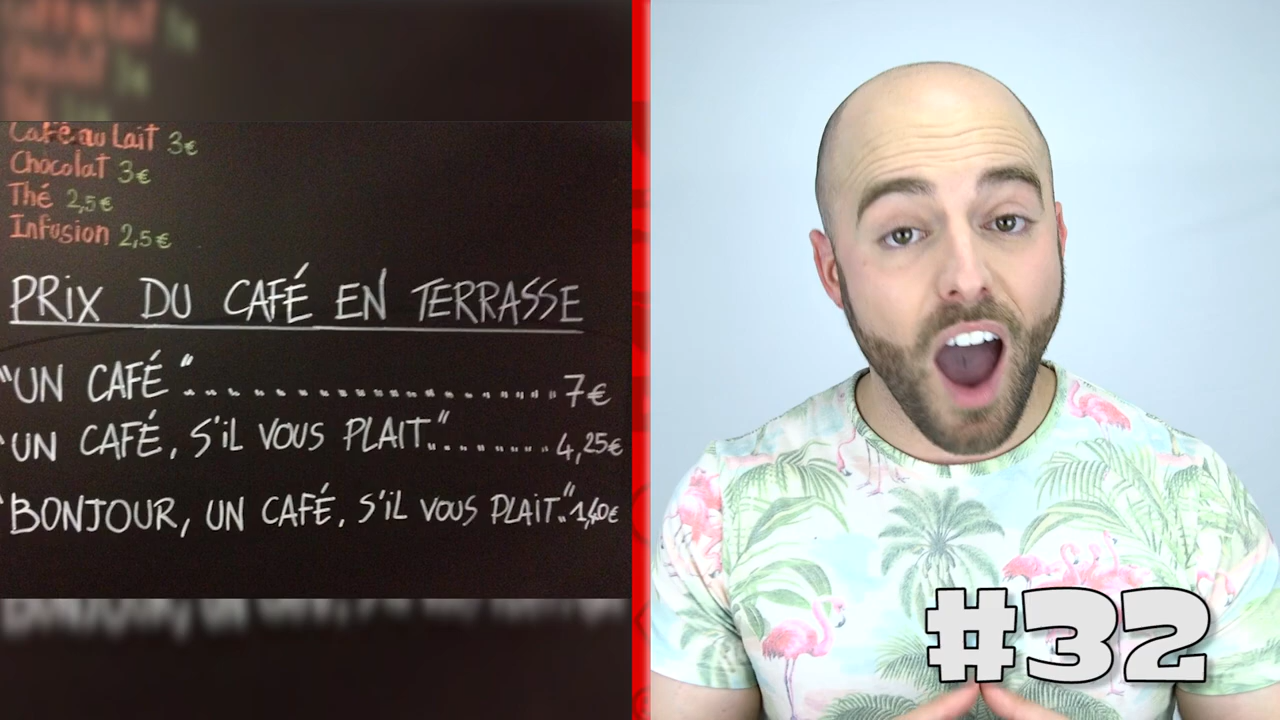 Café au Lait 3€
Chocolat 3€
Thé 2,5€
Infusion 2,5€
PRIX DU CAFÉ EN TERRASSE
"UN CAFÉ" 7€
"UN CAFÉ, S'IL VOUS PLAIT." 4,25€
"BONJOUR, UN CAFÉ, S'IL VOUS PLAIT." 1,40€
#32